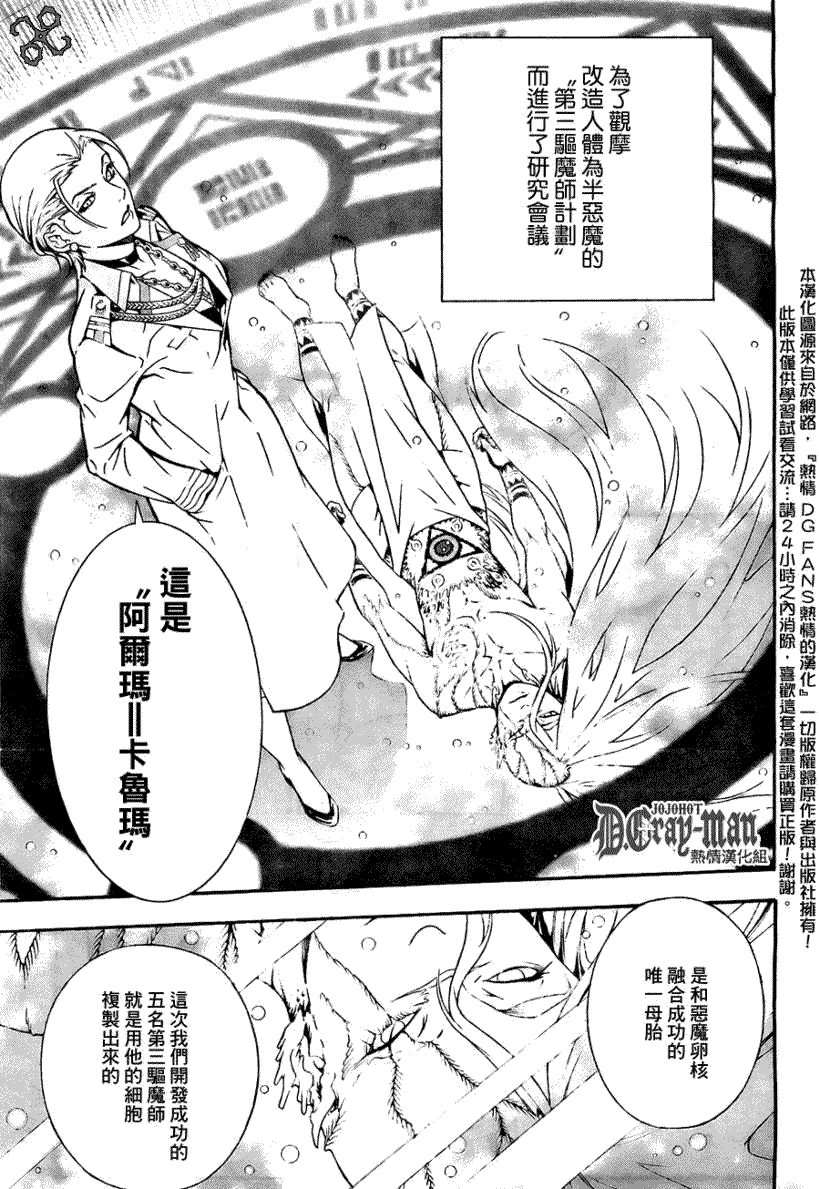 為了觀摩
改造人體為半惡魔的
〝第三驅魔師計劃〞
而進行了研究會議
這是
〝阿爾瑪=卡魯瑪〞
JOJOHOT
D.Gray-man
熱情漢化組
是和惡魔卵核
融合成功的
唯一母胎
這次我們開發成功的
五名第三驅魔師
就是用他的細胞
複製出來的
本漢化圖源來自於網路，『熱情DG FANS熱情的漢化』一切版權歸原作者與出版社擁有！
此版本僅供學習試看交流…請24小時之內消除，喜歡這套漫畫請購買正版！謝謝。